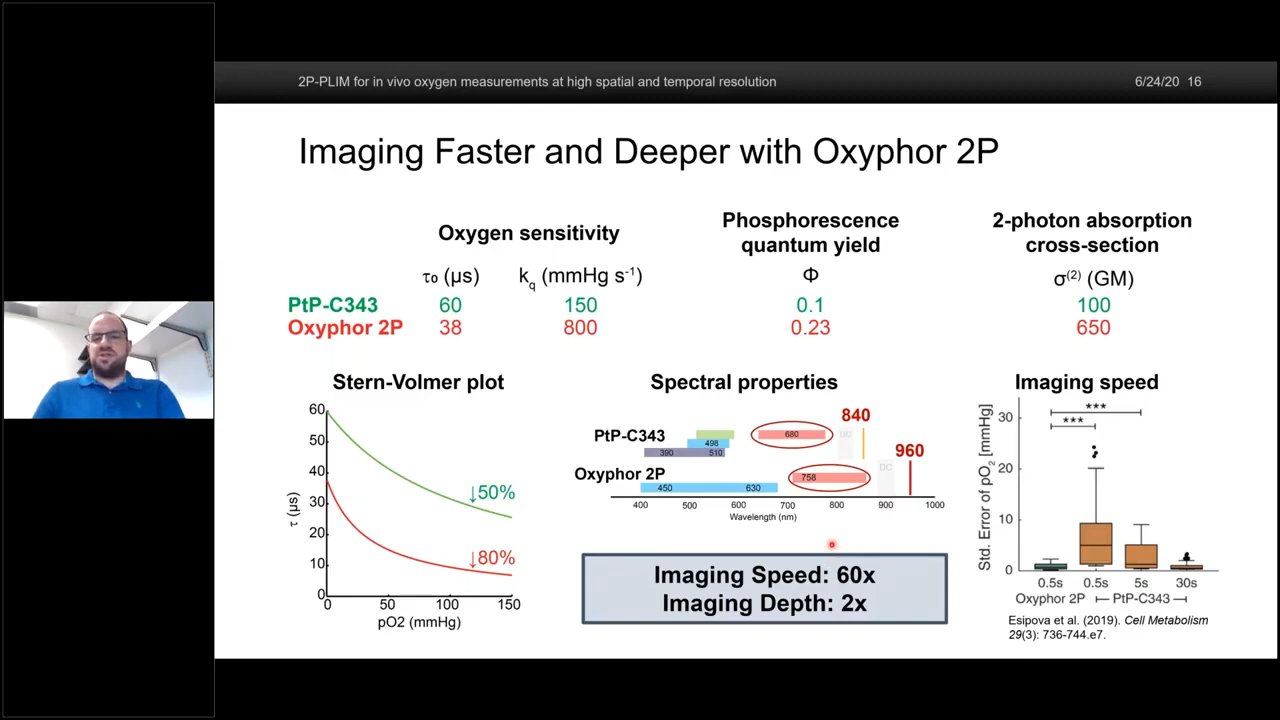 2P-PLIM for in vivo oxygen measurements at high spatial and temporal resolution 6/24/20 16
Imaging Faster and Deeper with Oxyphor 2P
Oxygen sensitivity
τ₀ (μs) kq (mmHg s⁻¹)
Phosphorescence
quantum yield
Φ
2-photon absorption
cross-section
σ⁽²⁾ (GM)
PtP-C343 60 150 0.1 100
Oxyphor 2P 38 800 0.23 650
Stern-Volmer plot
τ (μs)
60
50
40
30
20
10
0
↓50%
↓80%
0 50 100 150
pO2 (mmHg)
Spectral properties
840
960
PtP-C343
498
390 510
680
DC
Oxyphor 2P
450 630
758
DC
400 500 600 700 800 900 1000
Wavelength (nm)
Imaging Speed: 60x
Imaging Depth: 2x
Imaging speed
Std. Error of pO₂ [mmHg]
30
20
10
0
***
***
0.5s 0.5s 5s 30s
Oxyphor 2P PtP-C343
Esipova et al. (2019). Cell Metabolism
29(3): 736-744.e7.